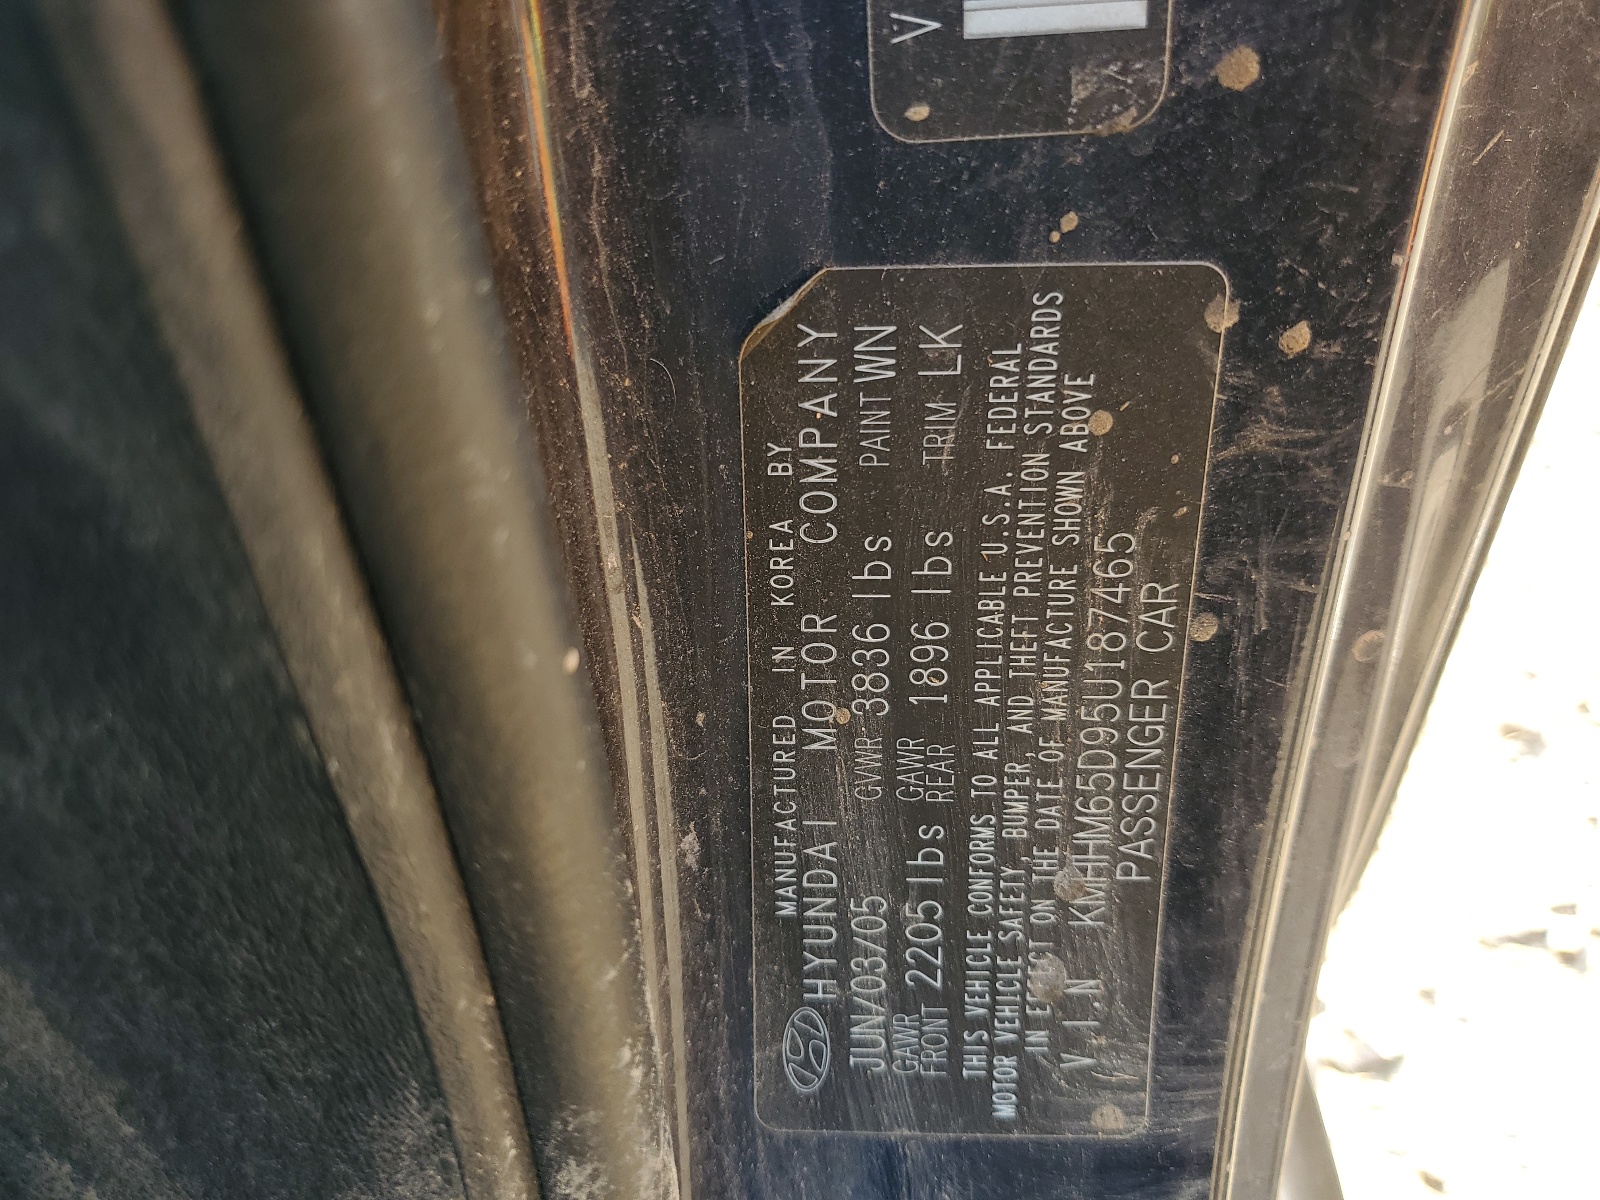 MANUFACTURED IN KOREA BY
HYUNDAI MOTOR COMPANY
JUN/03/05 GVWR 3836 lbs PAINT WN
GAWR FRONT 2205 lbs GAWR REAR 1896 lbs TRIM LK
THIS VEHICLE CONFORMS TO ALL APPLICABLE U.S.A. FEDERAL
MOTOR VEHICLE SAFETY, BUMPER, AND THEFT PREVENTION STANDARDS
IN EFFECT ON THE DATE OF MANUFACTURE SHOWN ABOVE
V.I.N KMHHM65D95U187465
PASSENGER CAR
V